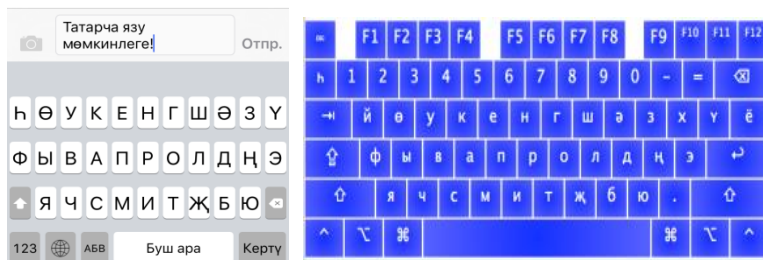 Татарча язу
мөмкинлеге!
Отпр.
Һ Ө У К Е Н Г Ш Ә З Ү
Ф Ы В А П Р О Л Д Ң Э
Я Ч С М И Т Җ Б Ю
123 АБВ Буш ара Кертү
F1 F2 F3 F4 F5 F6 F7 F8 F9 F10 F11 F12
һ 1 2 3 4 5 6 7 8 9 0 - =
й ө у к е н г ш ә з х ү ё
ф ы в а п р о л д ң э
я ч с м и т җ б ю .